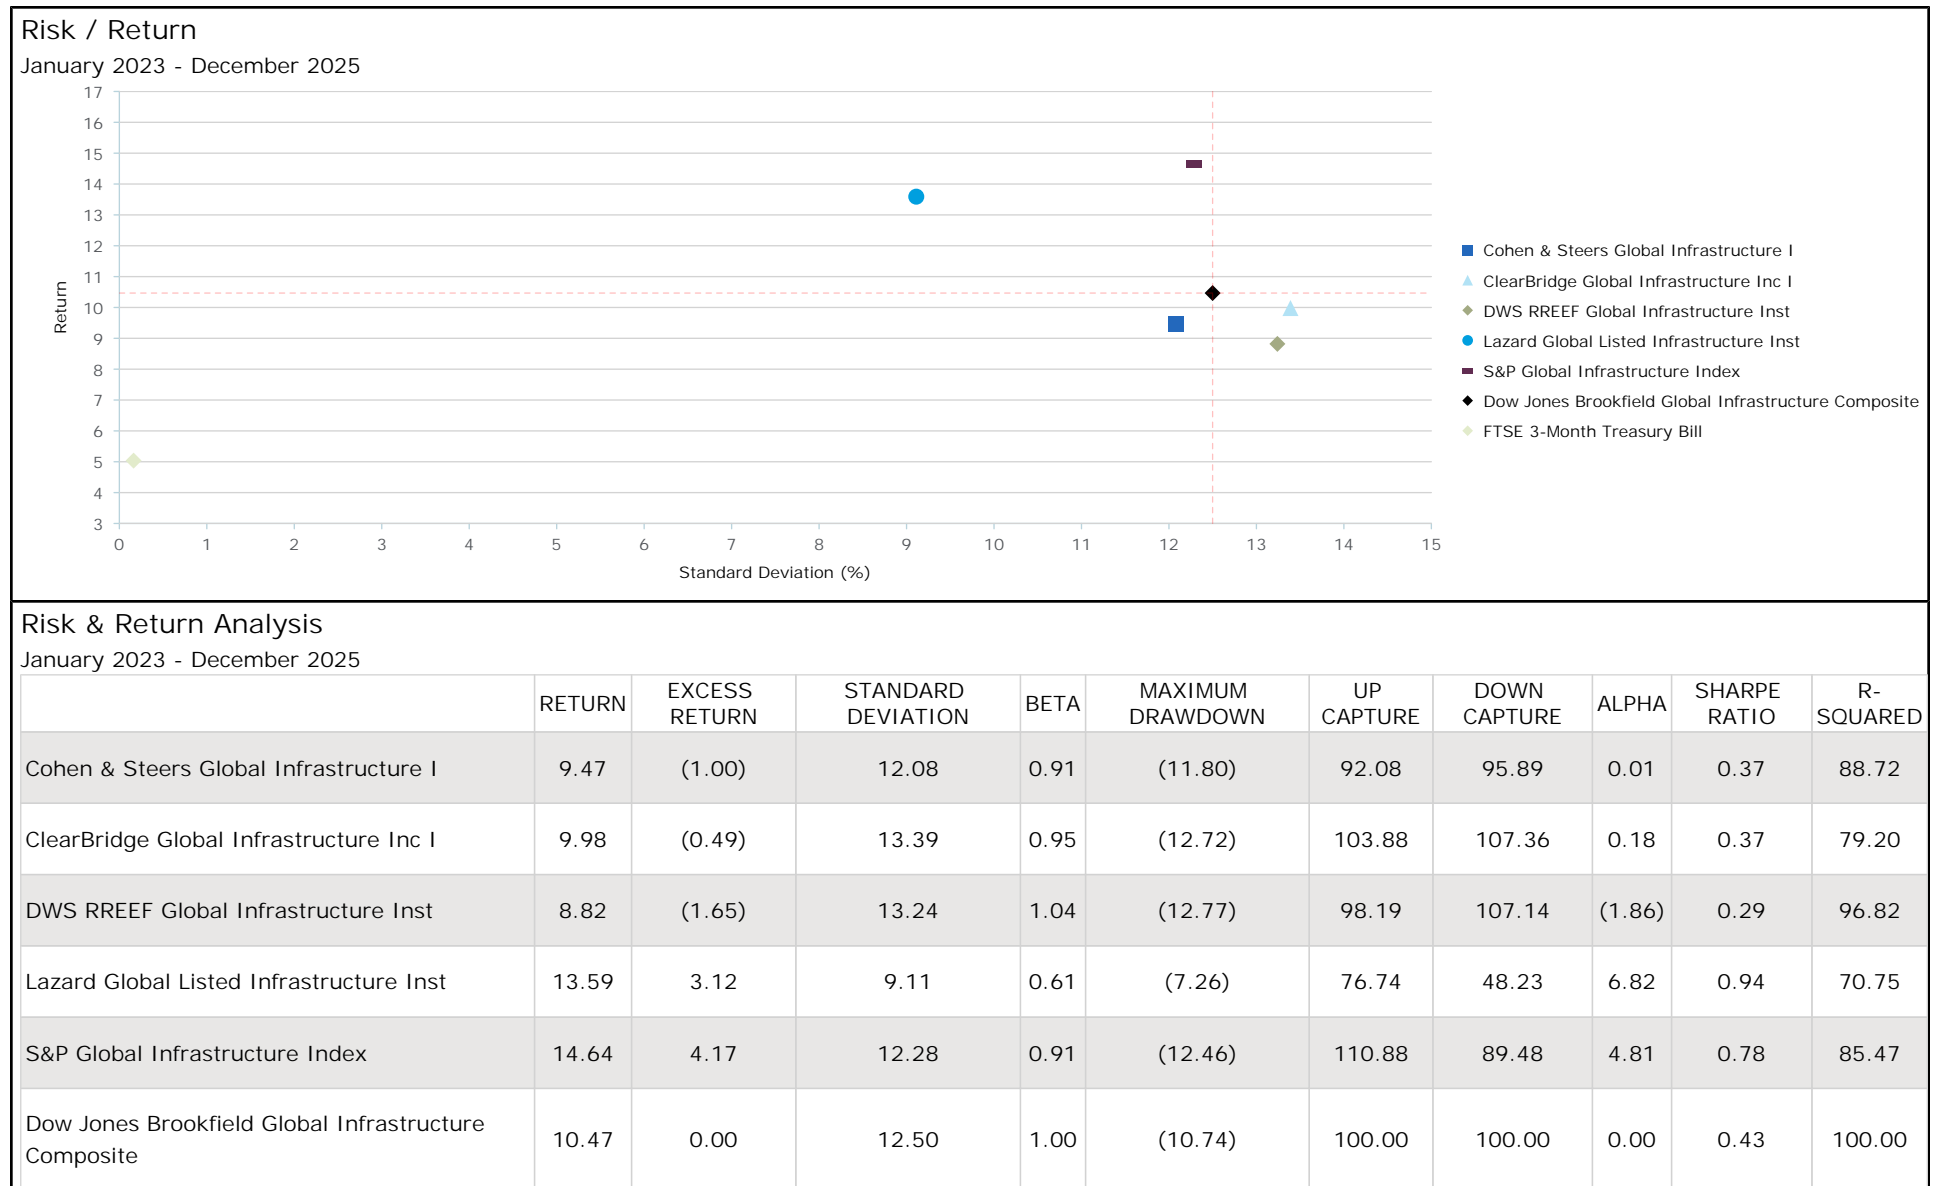 Risk / Return
January 2023 - December 2025
17
16
15
14
13
12
11
10
9
8
7
6
5
4
3
Return
0 1 2 3 4 5 6 7 8 9 10 11 12 13 14 15
Standard Deviation (%)
Cohen & Steers Global Infrastructure I
ClearBridge Global Infrastructure Inc I
DWS RREEF Global Infrastructure Inst
Lazard Global Listed Infrastructure Inst
S&P Global Infrastructure Index
Dow Jones Brookfield Global Infrastructure Composite
FTSE 3-Month Treasury Bill
Risk & Return Analysis
January 2023 - December 2025
RETURN EXCESS RETURN STANDARD DEVIATION BETA MAXIMUM DRAWDOWN UP CAPTURE DOWN CAPTURE ALPHA SHARPE RATIO R-SQUARED
Cohen & Steers Global Infrastructure I 9.47 (1.00) 12.08 0.91 (11.80) 92.08 95.89 0.01 0.37 88.72
ClearBridge Global Infrastructure Inc I 9.98 (0.49) 13.39 0.95 (12.72) 103.88 107.36 0.18 0.37 79.20
DWS RREEF Global Infrastructure Inst 8.82 (1.65) 13.24 1.04 (12.77) 98.19 107.14 (1.86) 0.29 96.82
Lazard Global Listed Infrastructure Inst 13.59 3.12 9.11 0.61 (7.26) 76.74 48.23 6.82 0.94 70.75
S&P Global Infrastructure Index 14.64 4.17 12.28 0.91 (12.46) 110.88 89.48 4.81 0.78 85.47
Dow Jones Brookfield Global Infrastructure
Composite 10.47 0.00 12.50 1.00 (10.74) 100.00 100.00 0.00 0.43 100.00